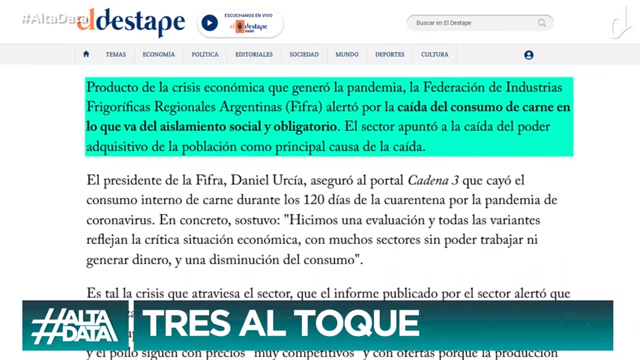 #AltaData
eldestape
ESCUCHANOS EN VIVO
eldestape
RADIO
Buscar en El Destape
TEMAS ECONOMÍA POLÍTICA EDITORIALES SOCIEDAD MUNDO DEPORTES CULTURA
Producto de la crisis económica que generó la pandemia, la Federación de Industrias
Frigoríficas Regionales Argentinas (Fifra) alertó por la caída del consumo de carne en
lo que va del aislamiento social y obligatorio. El sector apuntó a la caída del poder
adquisitivo de la población como principal causa de la caída.
El presidente de la Fifra, Daniel Urcía, aseguró al portal Cadena 3 que cayó el
consumo interno de carne durante los 120 días de la cuarentena por la pandemia de
coronavirus. En concreto, sostuvo: "Hicimos una evaluación y todas las variantes
reflejan la crítica situación económica, con muchos sectores sin poder trabajar ni
generar dinero, y una disminución del consumo".
Es tal la crisis que atraviesa el sector, que el informe publicado por el sector alertó que
#ALTA
DATA
TRES AL TOQUE
y el pollo siguen con precios "muy competitivos" y con ofertas porque la producción